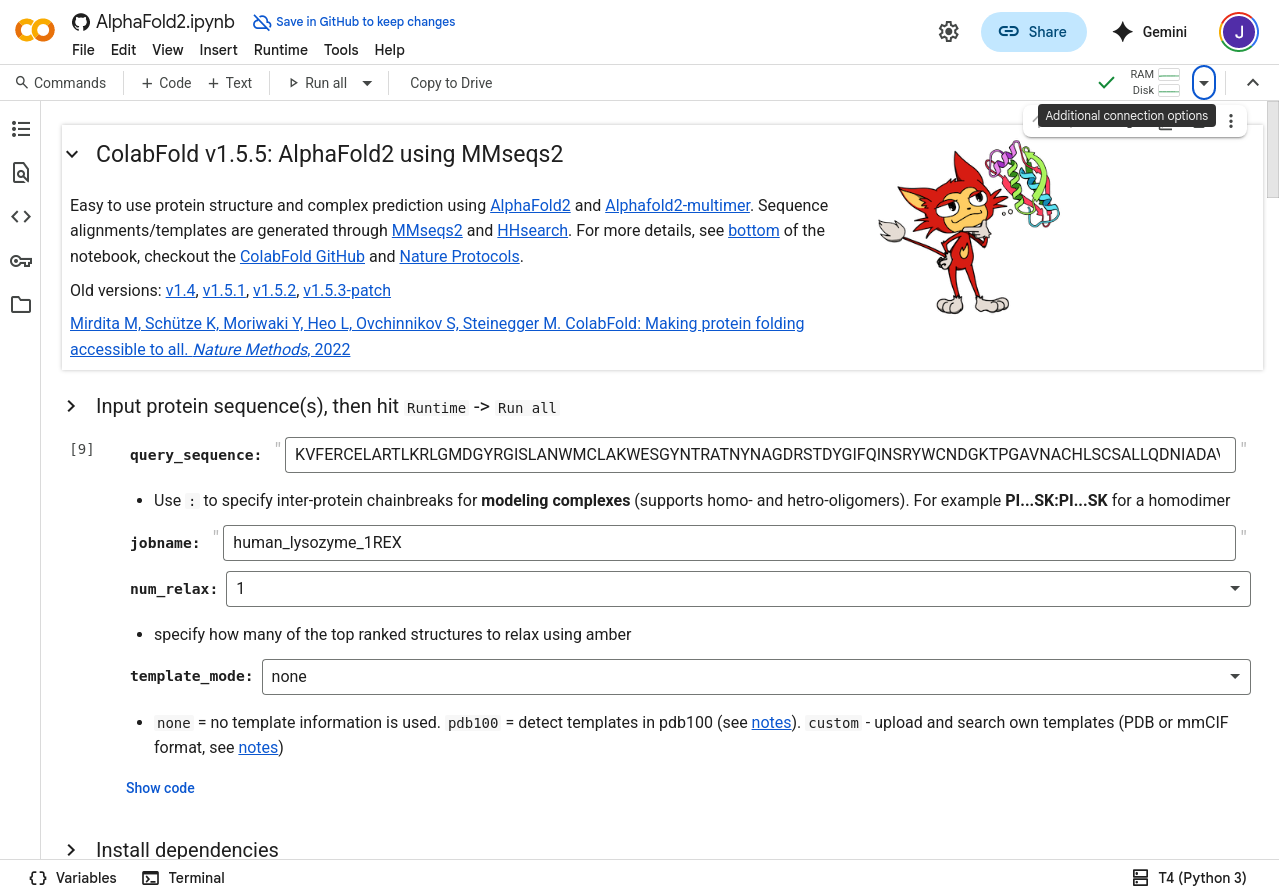 AlphaFold2.ipynb
Save in GitHub to keep changes
File Edit View Insert Runtime Tools Help
Share
Gemini
J
Commands + Code + Text Run all Copy to Drive
RAM
Disk
Additional connection options
ColabFold v1.5.5: AlphaFold2 using MMseqs2
Easy to use protein structure and complex prediction using AlphaFold2 and Alphafold2-multimer. Sequence
alignments/templates are generated through MMseqs2 and HHsearch. For more details, see bottom of the
notebook, checkout the ColabFold GitHub and Nature Protocols.
Old versions: v1.4, v1.5.1, v1.5.2, v1.5.3-patch
Mirdita M, Schütze K, Moriwaki Y, Heo L, Ovchinnikov S, Steinegger M. ColabFold: Making protein folding
accessible to all. Nature Methods, 2022
Input protein sequence(s), then hit Runtime -> Run all
[9]
query_sequence: " KVFERCELARTLKRLGMDGYRGISLANWMCLAKWESGYNTRATNYNAGDRSTDYGIFQINSRYWCNDGKTPGAVNACHLSCSALLQDNIADAV "
• Use : to specify inter-protein chainbreaks for modeling complexes (supports homo- and hetro-oligomers). For example PI...SK:PI...SK for a homodimer
jobname: " human_lysozyme_1REX "
num_relax: 1
• specify how many of the top ranked structures to relax using amber
template_mode: none
• none = no template information is used. pdb100 = detect templates in pdb100 (see notes). custom - upload and search own templates (PDB or mmCIF
format, see notes)
Show code
Install dependencies
Variables Terminal
T4 (Python 3)